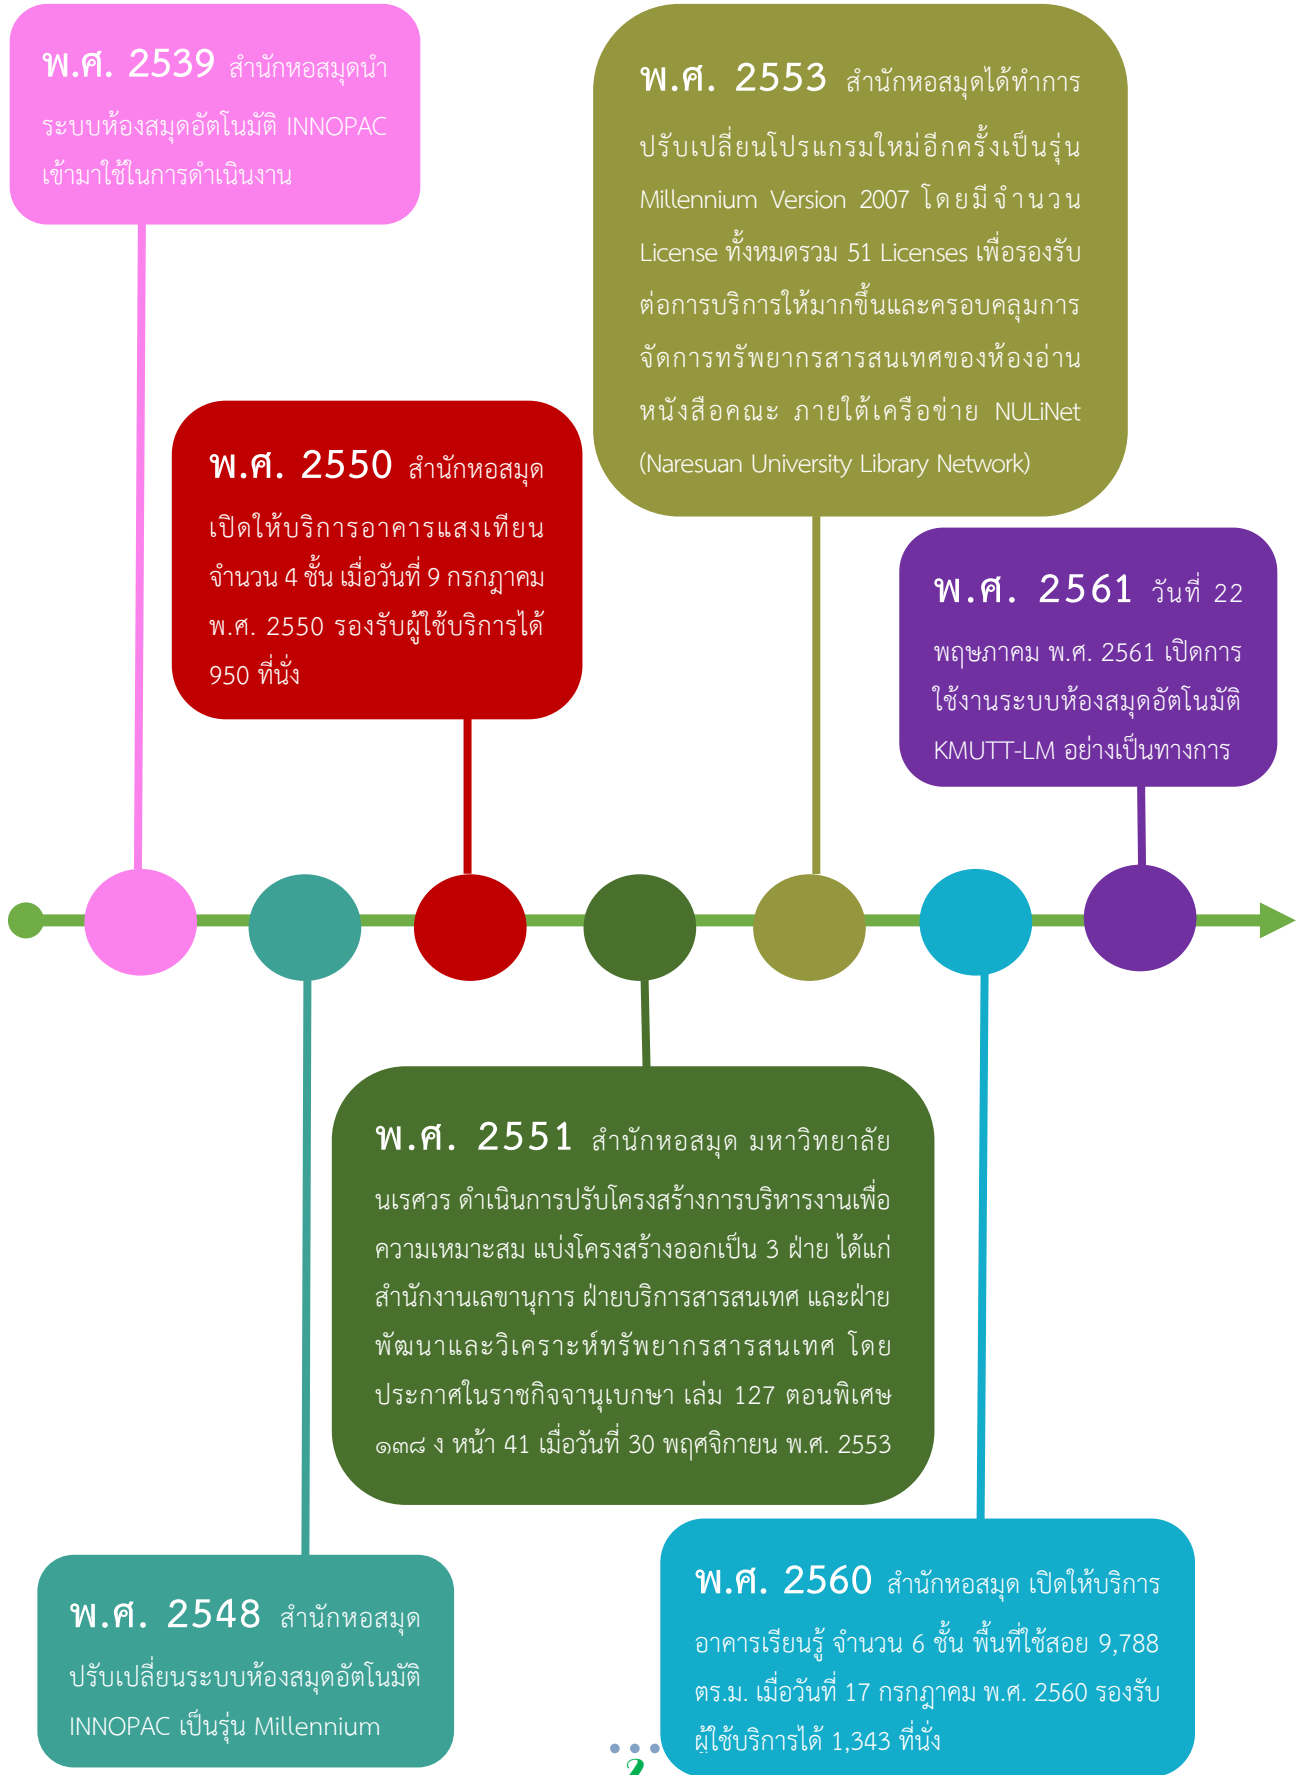 พ.ศ. 2539 สำนักหอสมุดนำ
ระบบห้องสมุดอัตโนมัติ INNOPAC
เข้ามาใช้ในการดำเนินงาน
พ.ศ. 2553 สำนักหอสมุดได้ทำการ
ปรับเปลี่ยนโปรแกรมใหม่อีกครั้งเป็นรุ่น
Millennium Version 2007 โดยมีจำนวน
License ทั้งหมดรวม 51 Licenses เพื่อรองรับ
ต่อการบริการให้มากขึ้นและครอบคลุมการ
จัดการทรัพยากรสารสนเทศของห้องอ่าน
หนังสือคณะ ภายใต้เครือข่าย NULiNet
(Naresuan University Library Network)
พ.ศ. 2550 สำนักหอสมุด
เปิดให้บริการอาคารแสงเทียน
จำนวน 4 ชั้น เมื่อวันที่ 9 กรกฎาคม
พ.ศ. 2550 รองรับผู้ใช้บริการได้
950 ที่นั่ง
พ.ศ. 2561 วันที่ 22
พฤษภาคม พ.ศ. 2561 เปิดการ
ใช้งานระบบห้องสมุดอัตโนมัติ
KMUTT-LM อย่างเป็นทางการ
พ.ศ. 2551 สำนักหอสมุด มหาวิทยาลัย
นเรศวร ดำเนินการปรับโครงสร้างการบริหารงานเพื่อ
ความเหมาะสม แบ่งโครงสร้างออกเป็น 3 ฝ่าย ได้แก่
สำนักงานเลขานุการ ฝ่ายบริการสารสนเทศ และฝ่าย
พัฒนาและวิเคราะห์ทรัพยากรสารสนเทศ โดย
ประกาศในราชกิจจานุเบกษา เล่ม 127 ตอนพิเศษ
๑๓๘ ง หน้า 41 เมื่อวันที่ 30 พฤศจิกายน พ.ศ. 2553
พ.ศ. 2548 สำนักหอสมุด
ปรับเปลี่ยนระบบห้องสมุดอัตโนมัติ
INNOPAC เป็นรุ่น Millennium
พ.ศ. 2560 สำนักหอสมุด เปิดให้บริการ
อาคารเรียนรู้ จำนวน 6 ชั้น พื้นที่ใช้สอย 9,788
ตร.ม. เมื่อวันที่ 17 กรกฎาคม พ.ศ. 2560 รองรับ
ผู้ใช้บริการได้ 1,343 ที่นั่ง